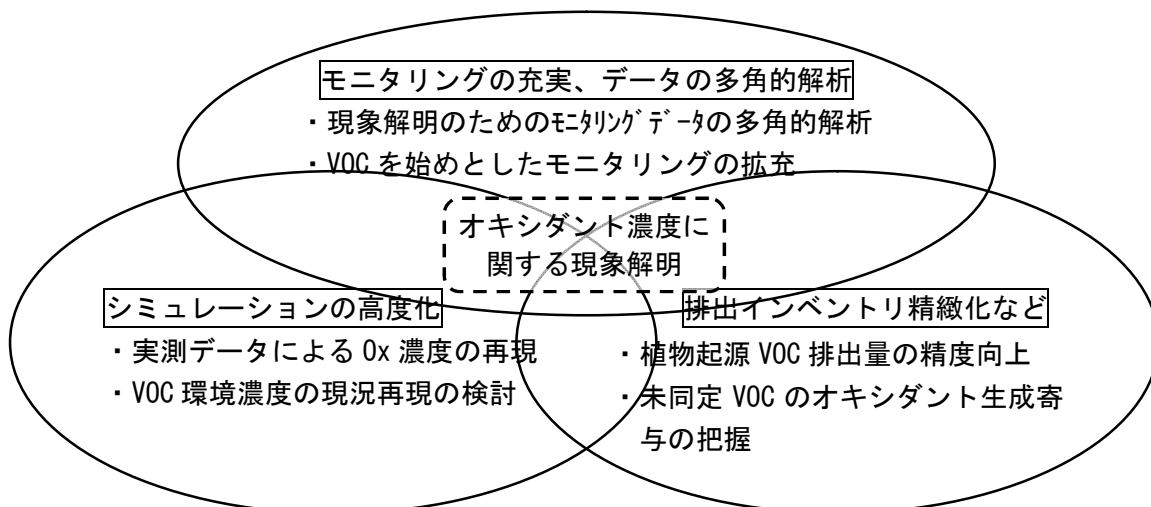 モニタリングの充実、データの多角的解析
・現象解明のためのﾓﾆﾀﾘﾝｸﾞﾃﾞｰﾀの多角的解析
・VOC を始めとしたモニタリングの拡充
オキシダント濃度に
関する現象解明
シミュレーションの高度化
・実測データによる Ox 濃度の再現
・VOC 環境濃度の現況再現の検討
排出インベントリ精緻化など
・植物起源 VOC 排出量の精度向上
・未同定 VOC のオキシダント生成寄
与の把握